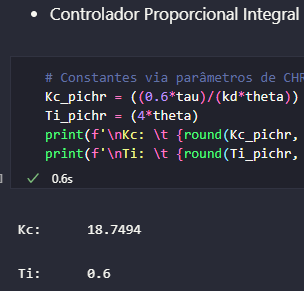 • Controlador Proporcional Integral
# Constantes via parâmetros de CHR
Kc_pichr = ((0.6*tau)/(kd*theta))
Ti_pichr = (4*theta)
print(f'\nKc: \t {round(Kc_pichr,
print(f'\nTi: \t {round(Ti_pichr,
✓ 0.6s
Kc: 18.7494
Ti: 0.6